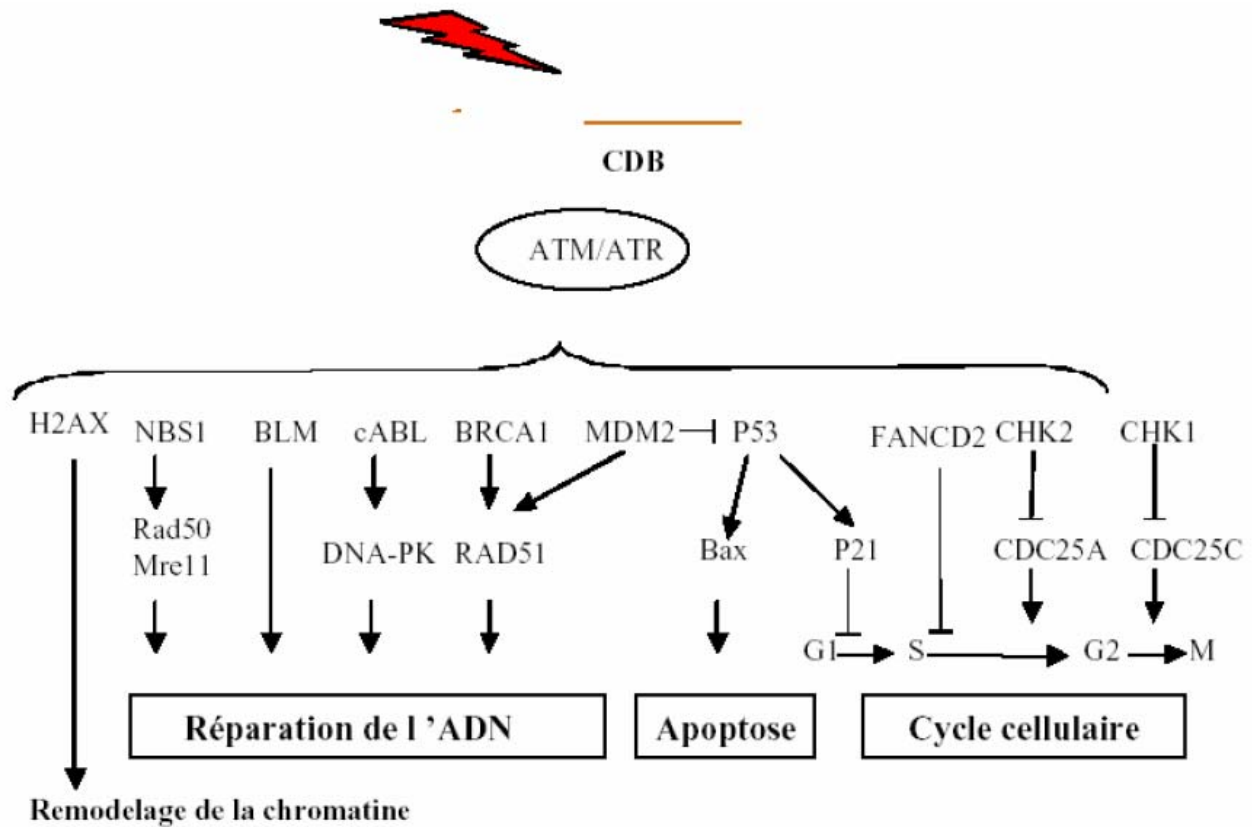 CDB
ATM/ATR
H2AX NBS1 BLM cABL BRCA1 MDM2 P53 FANCD2 CHK2 CHK1
Rad50
Mre11
DNA-PK RAD51 Bax P21 CDC25A CDC25C
G1 S G2 M
Réparation de l ’ADN
Apoptose
Cycle cellulaire
Remodelage de la chromatine